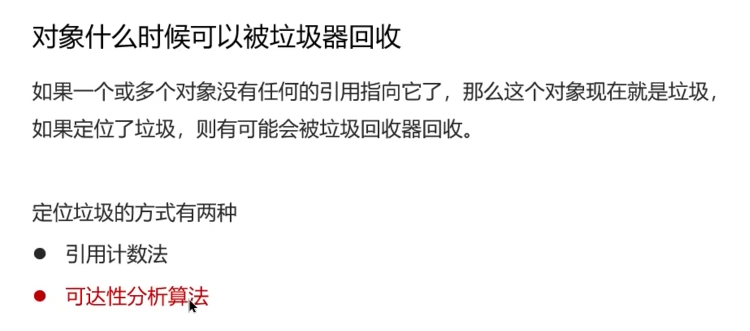 对象什么时候可以被垃圾器回收
如果一个或多个对象没有任何的引用指向它了，那么这个对象现在就是垃圾，
如果定位了垃圾，则有可能会被垃圾回收器回收。
定位垃圾的方式有两种
● 引用计数法
● 可达性分析算法